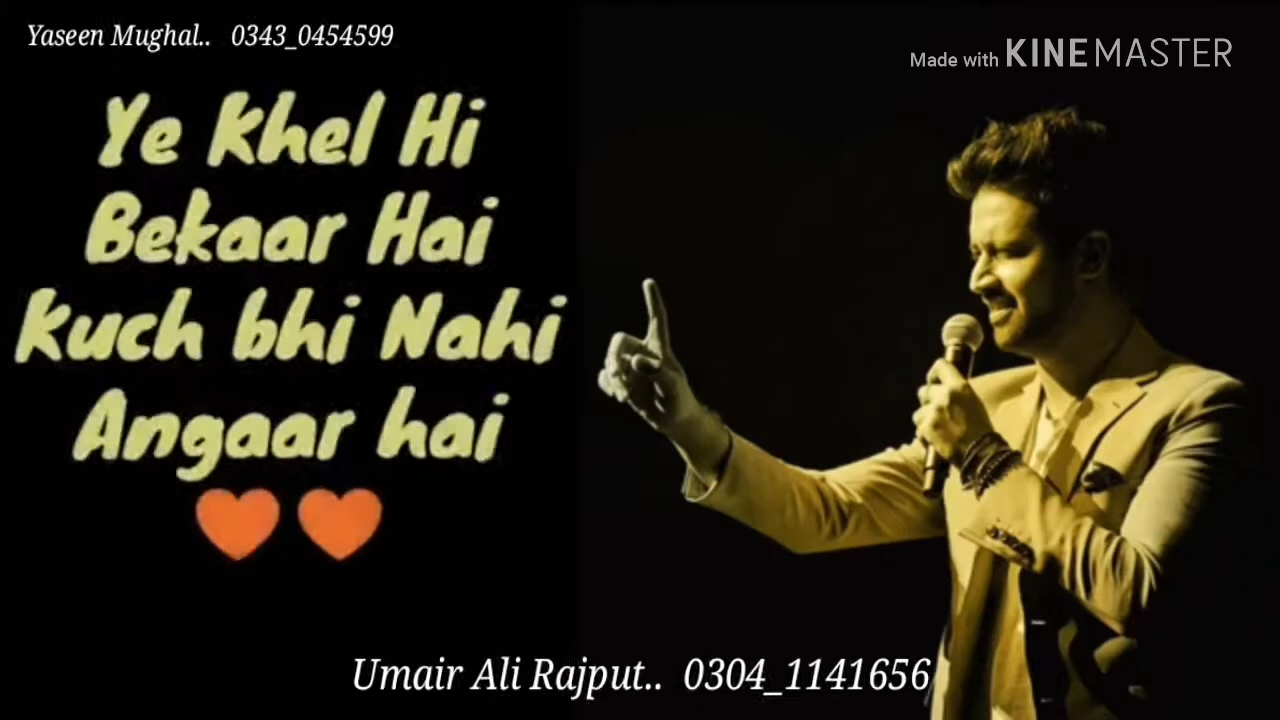 Yaseen Mughal.. 0343_0454599
Made with KINEMASTER
Ye Khel Hi
Bekaar Hai
Kuch bhi Nahi
Angaar hai
Umair Ali Rajput.. 0304_1141656